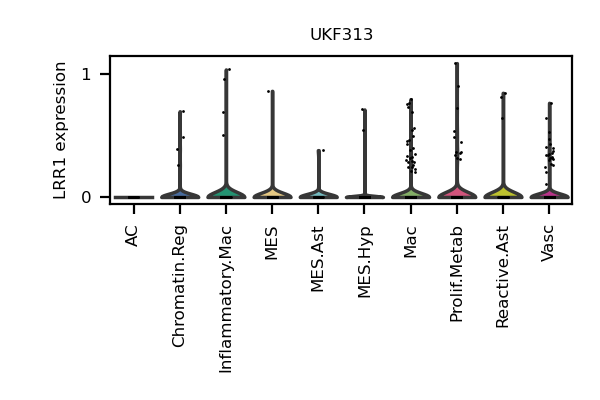 UKF313
LRR1 expression
1
0
AC
Chromatin.Reg
Inflammatory.Mac
MES
MES.Ast
MES.Hyp
Mac
Prolif.Metab
Reactive.Ast
Vasc